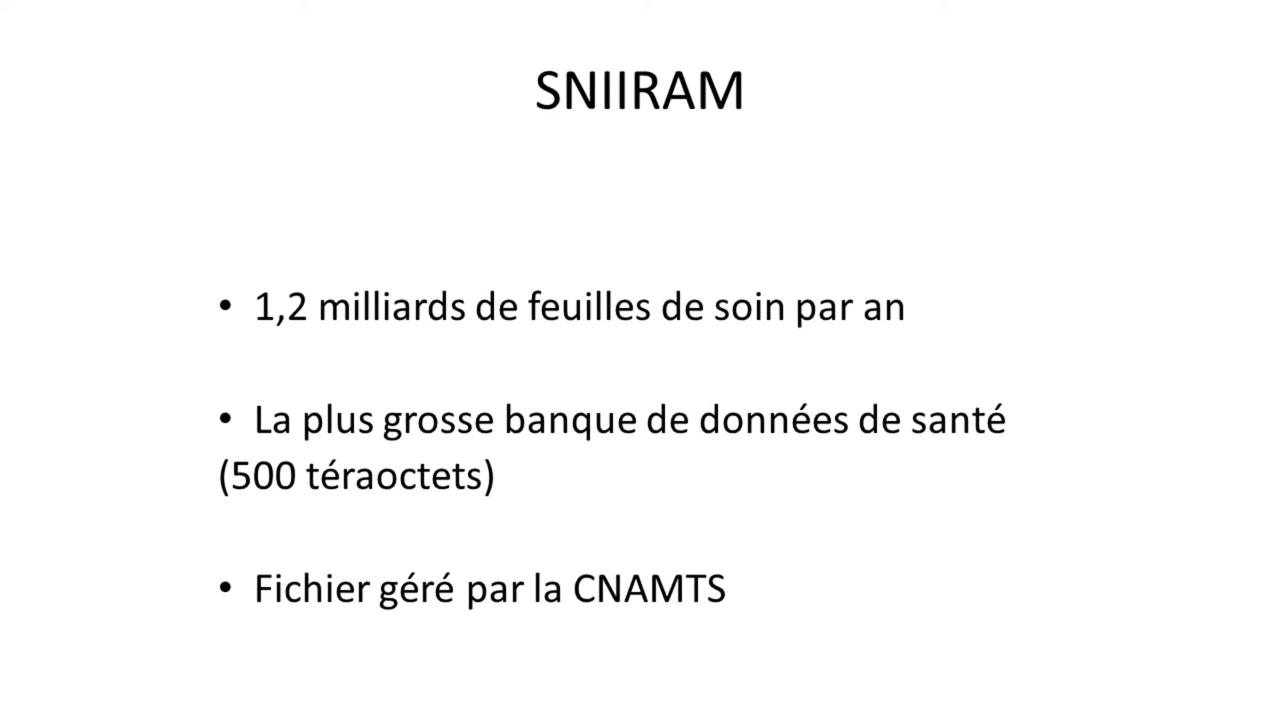 SNIIRAM
• 1,2 milliards de feuilles de soin par an
• La plus grosse banque de données de santé
(500 téraoctets)
• Fichier géré par la CNAMTS